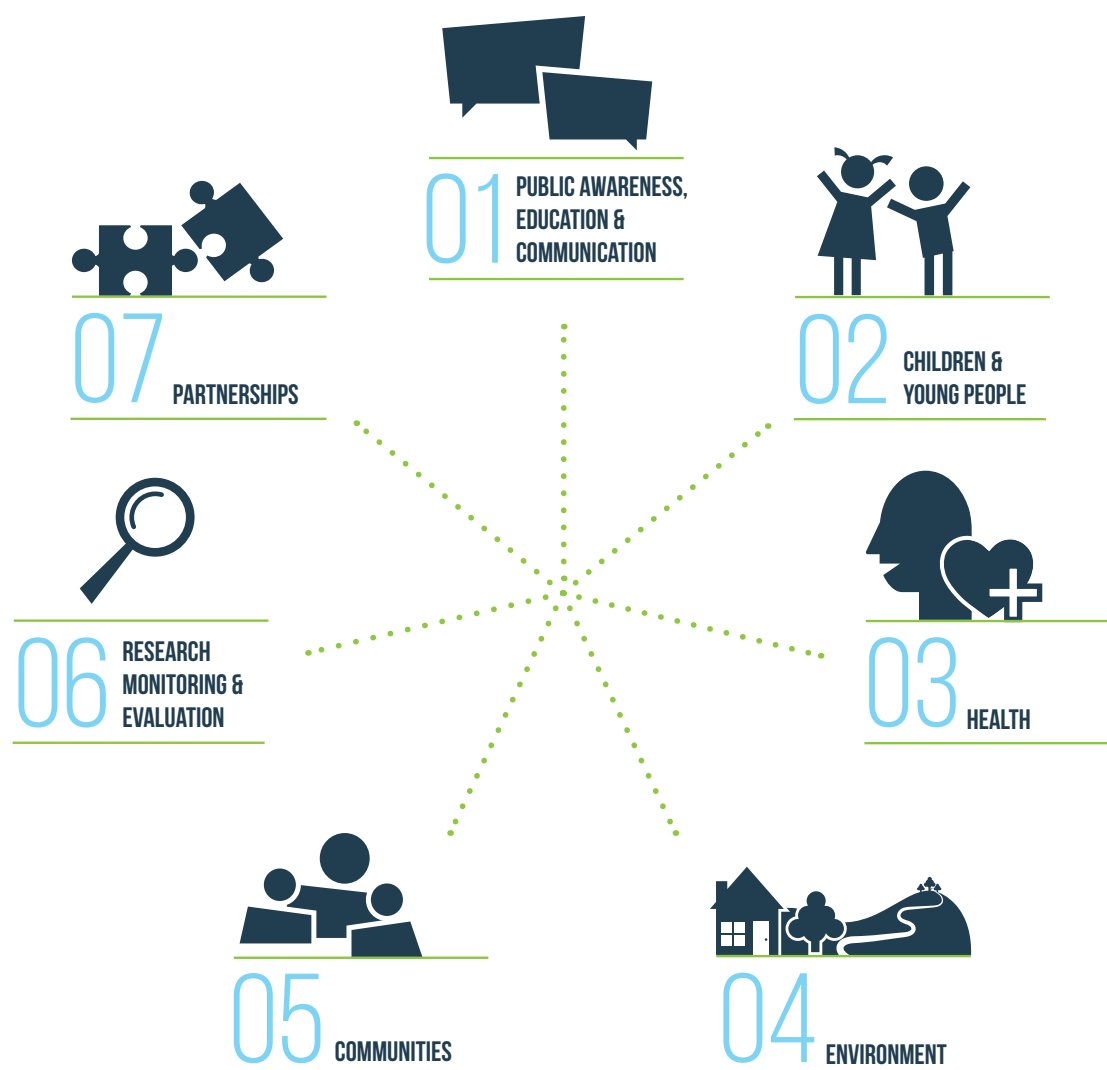 01
PUBLIC AWARENESS,
EDUCATION &
COMMUNICATION
02
CHILDREN &
YOUNG PEOPLE
03
HEALTH
04
ENVIRONMENT
05
COMMUNITIES
06
RESEARCH
MONITORING &
EVALUATION
07
PARTNERSHIPS